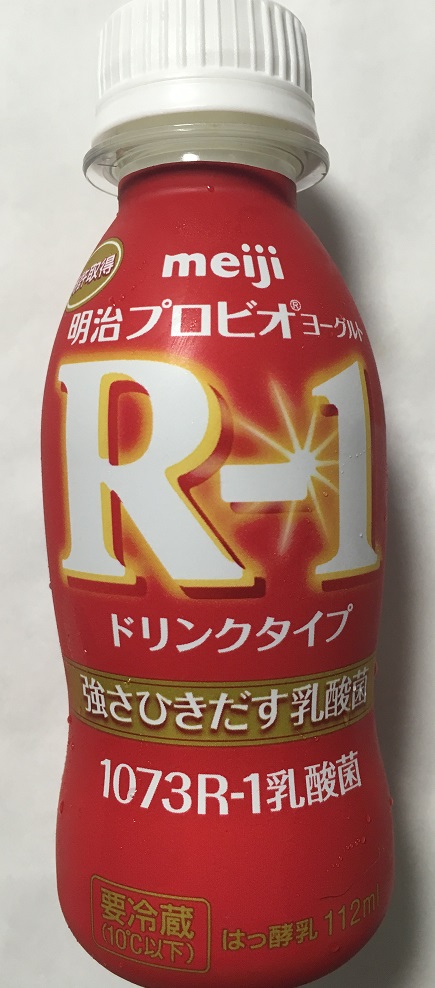 meiji
取得
明治プロビオ®ヨーグルト
R-1
ドリンクタイプ
強さひきだす乳酸菌
1073R-1乳酸菌
要冷蔵
(10℃以下)
はっ酵乳 112ml